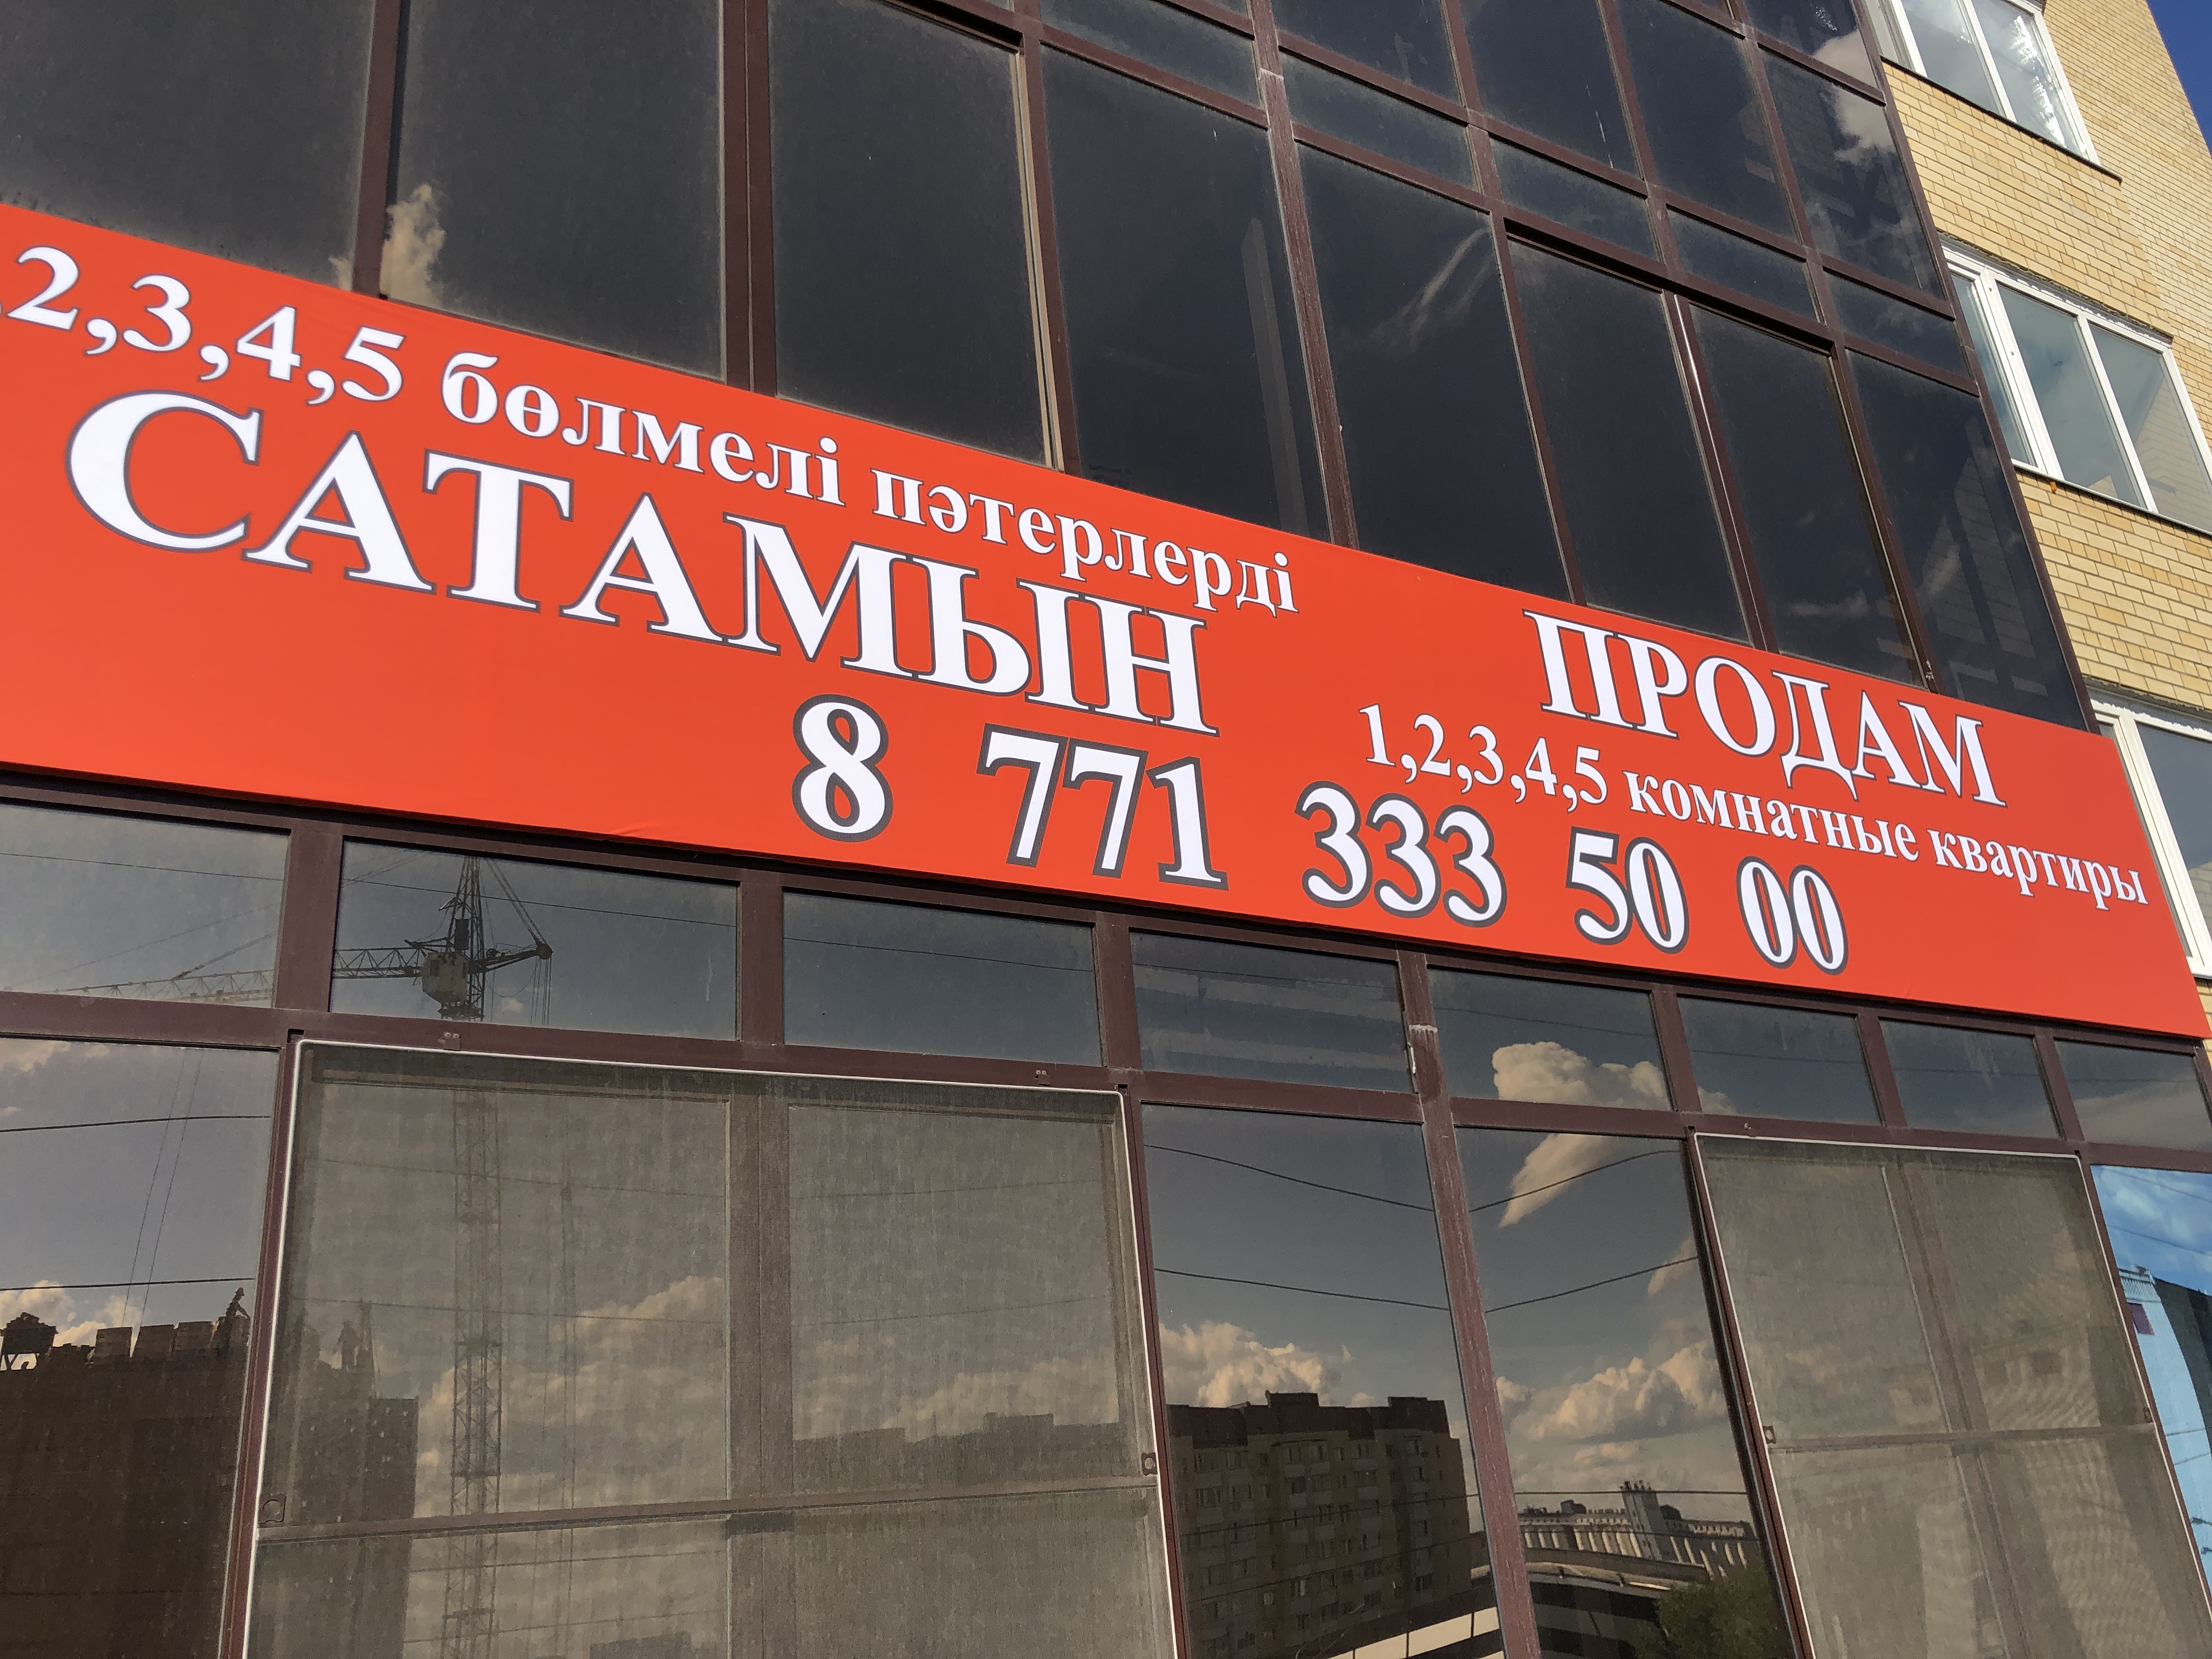 ,2,3,4,5 бөлмелі пәтерлерді
САТАМЫН
ПРОДАМ
1,2,3,4,5 комнатные квартиры
8 771 333 50 00